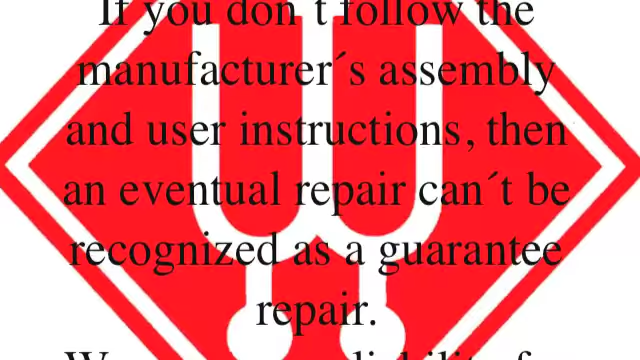 If you don´t follow the
manufacturer´s assembly
and user instructions, then
an eventual repair can´t be
recognized as a guarantee
repair.